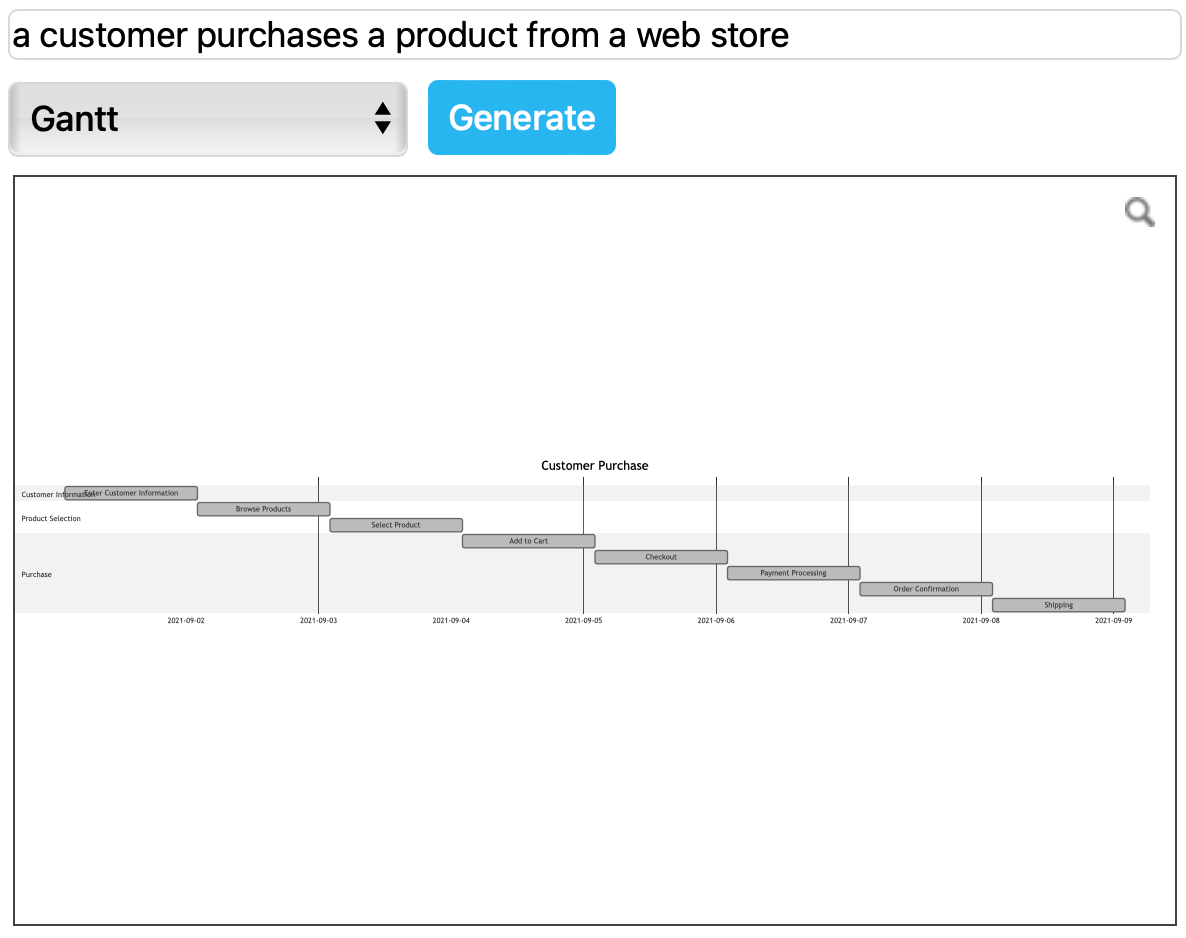 a customer purchases a product from a web store
Gantt
Generate
Customer Purchase
Customer Information
Enter Customer Information
Browse Products
Product Selection
Select Product
Add to Cart
Checkout
Purchase
Payment Processing
Order Confirmation
Shipping
2021-09-02 2021-09-03 2021-09-04 2021-09-05 2021-09-06 2021-09-07 2021-09-08 2021-09-09